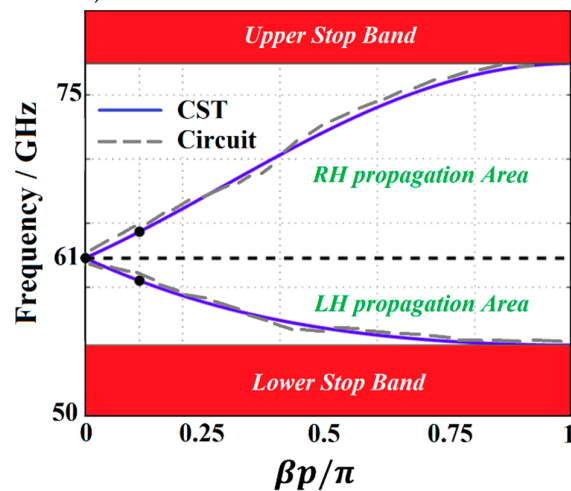 Upper Stop Band
75
CST
Circuit
RH propagation Area
Frequency / GHz
61
LH propagation Area
Lower Stop Band
50
0 0.25 0.5 0.75 1
βp/π